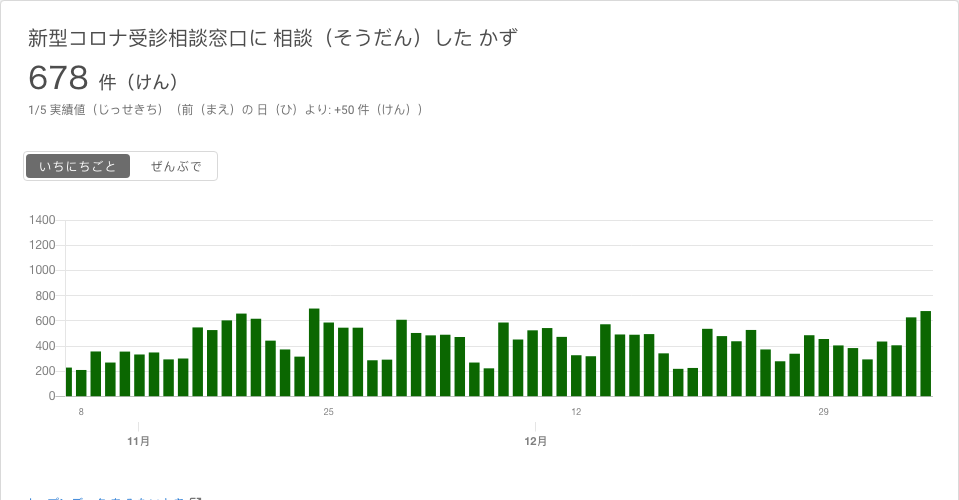 新型コロナ受診相談窓口に 相談（そうだん）した かず
678 件（けん）
1/5 実績値（じっせきち）（前（まえ）の 日（ひ）より: +50 件（けん））
いちにちごと ぜんぶで
1400
1200
1000
800
600
400
200
0
8 25 12 29
11月 12月